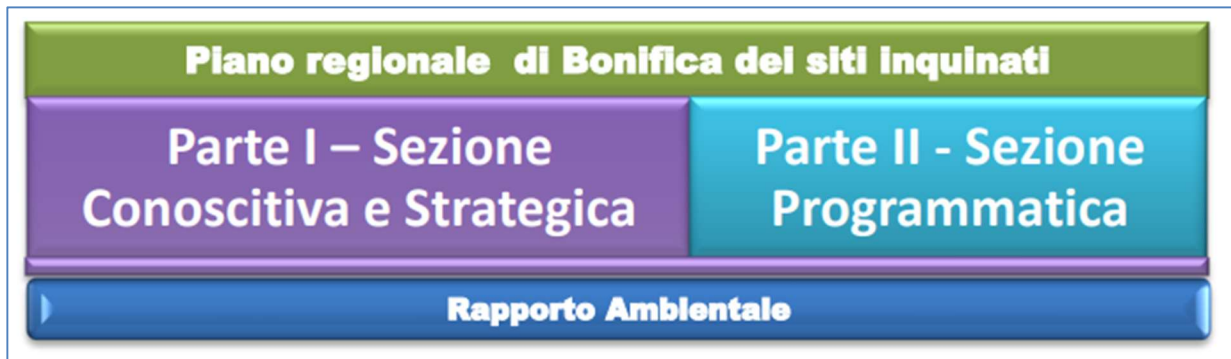 Piano regionale di Bonifica dei siti inquinati
Parte I – Sezione
Conoscitiva e Strategica
Parte II - Sezione
Programmatica
Rapporto Ambientale